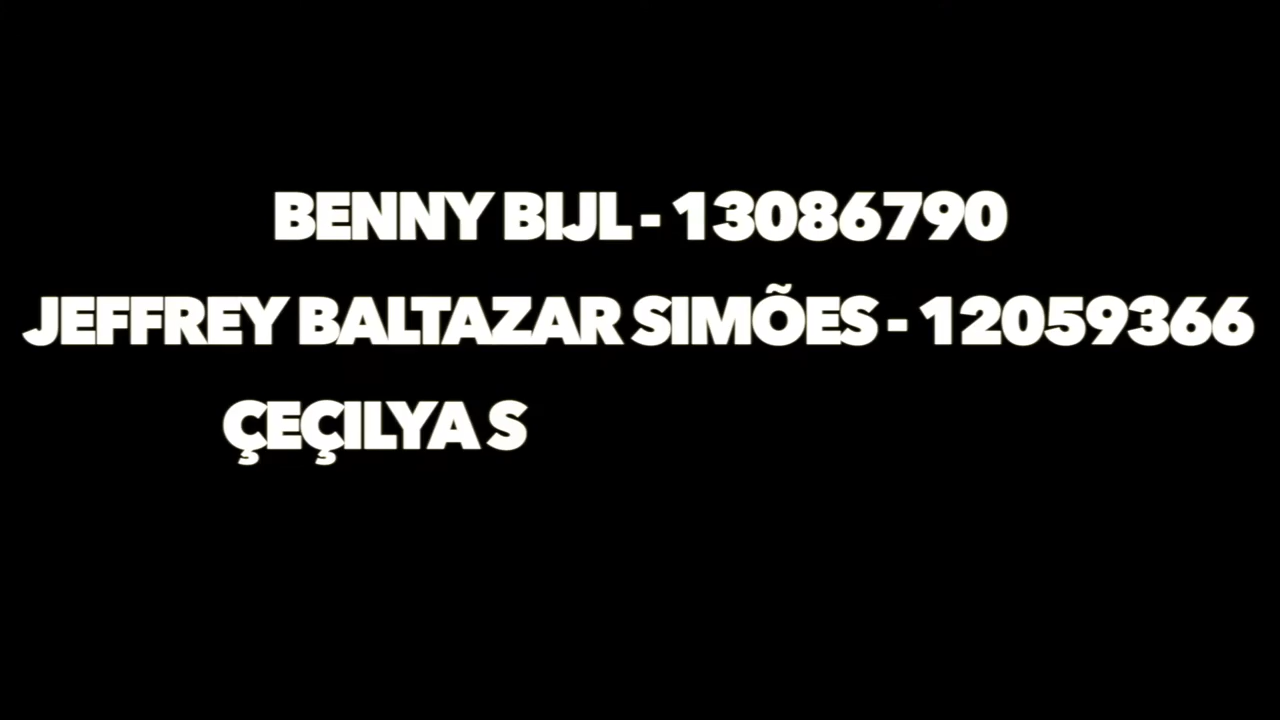 BENNY BIJL - 13086790
JEFFREY BALTAZAR SIMÕES - 12059366
ÇEÇILYA S